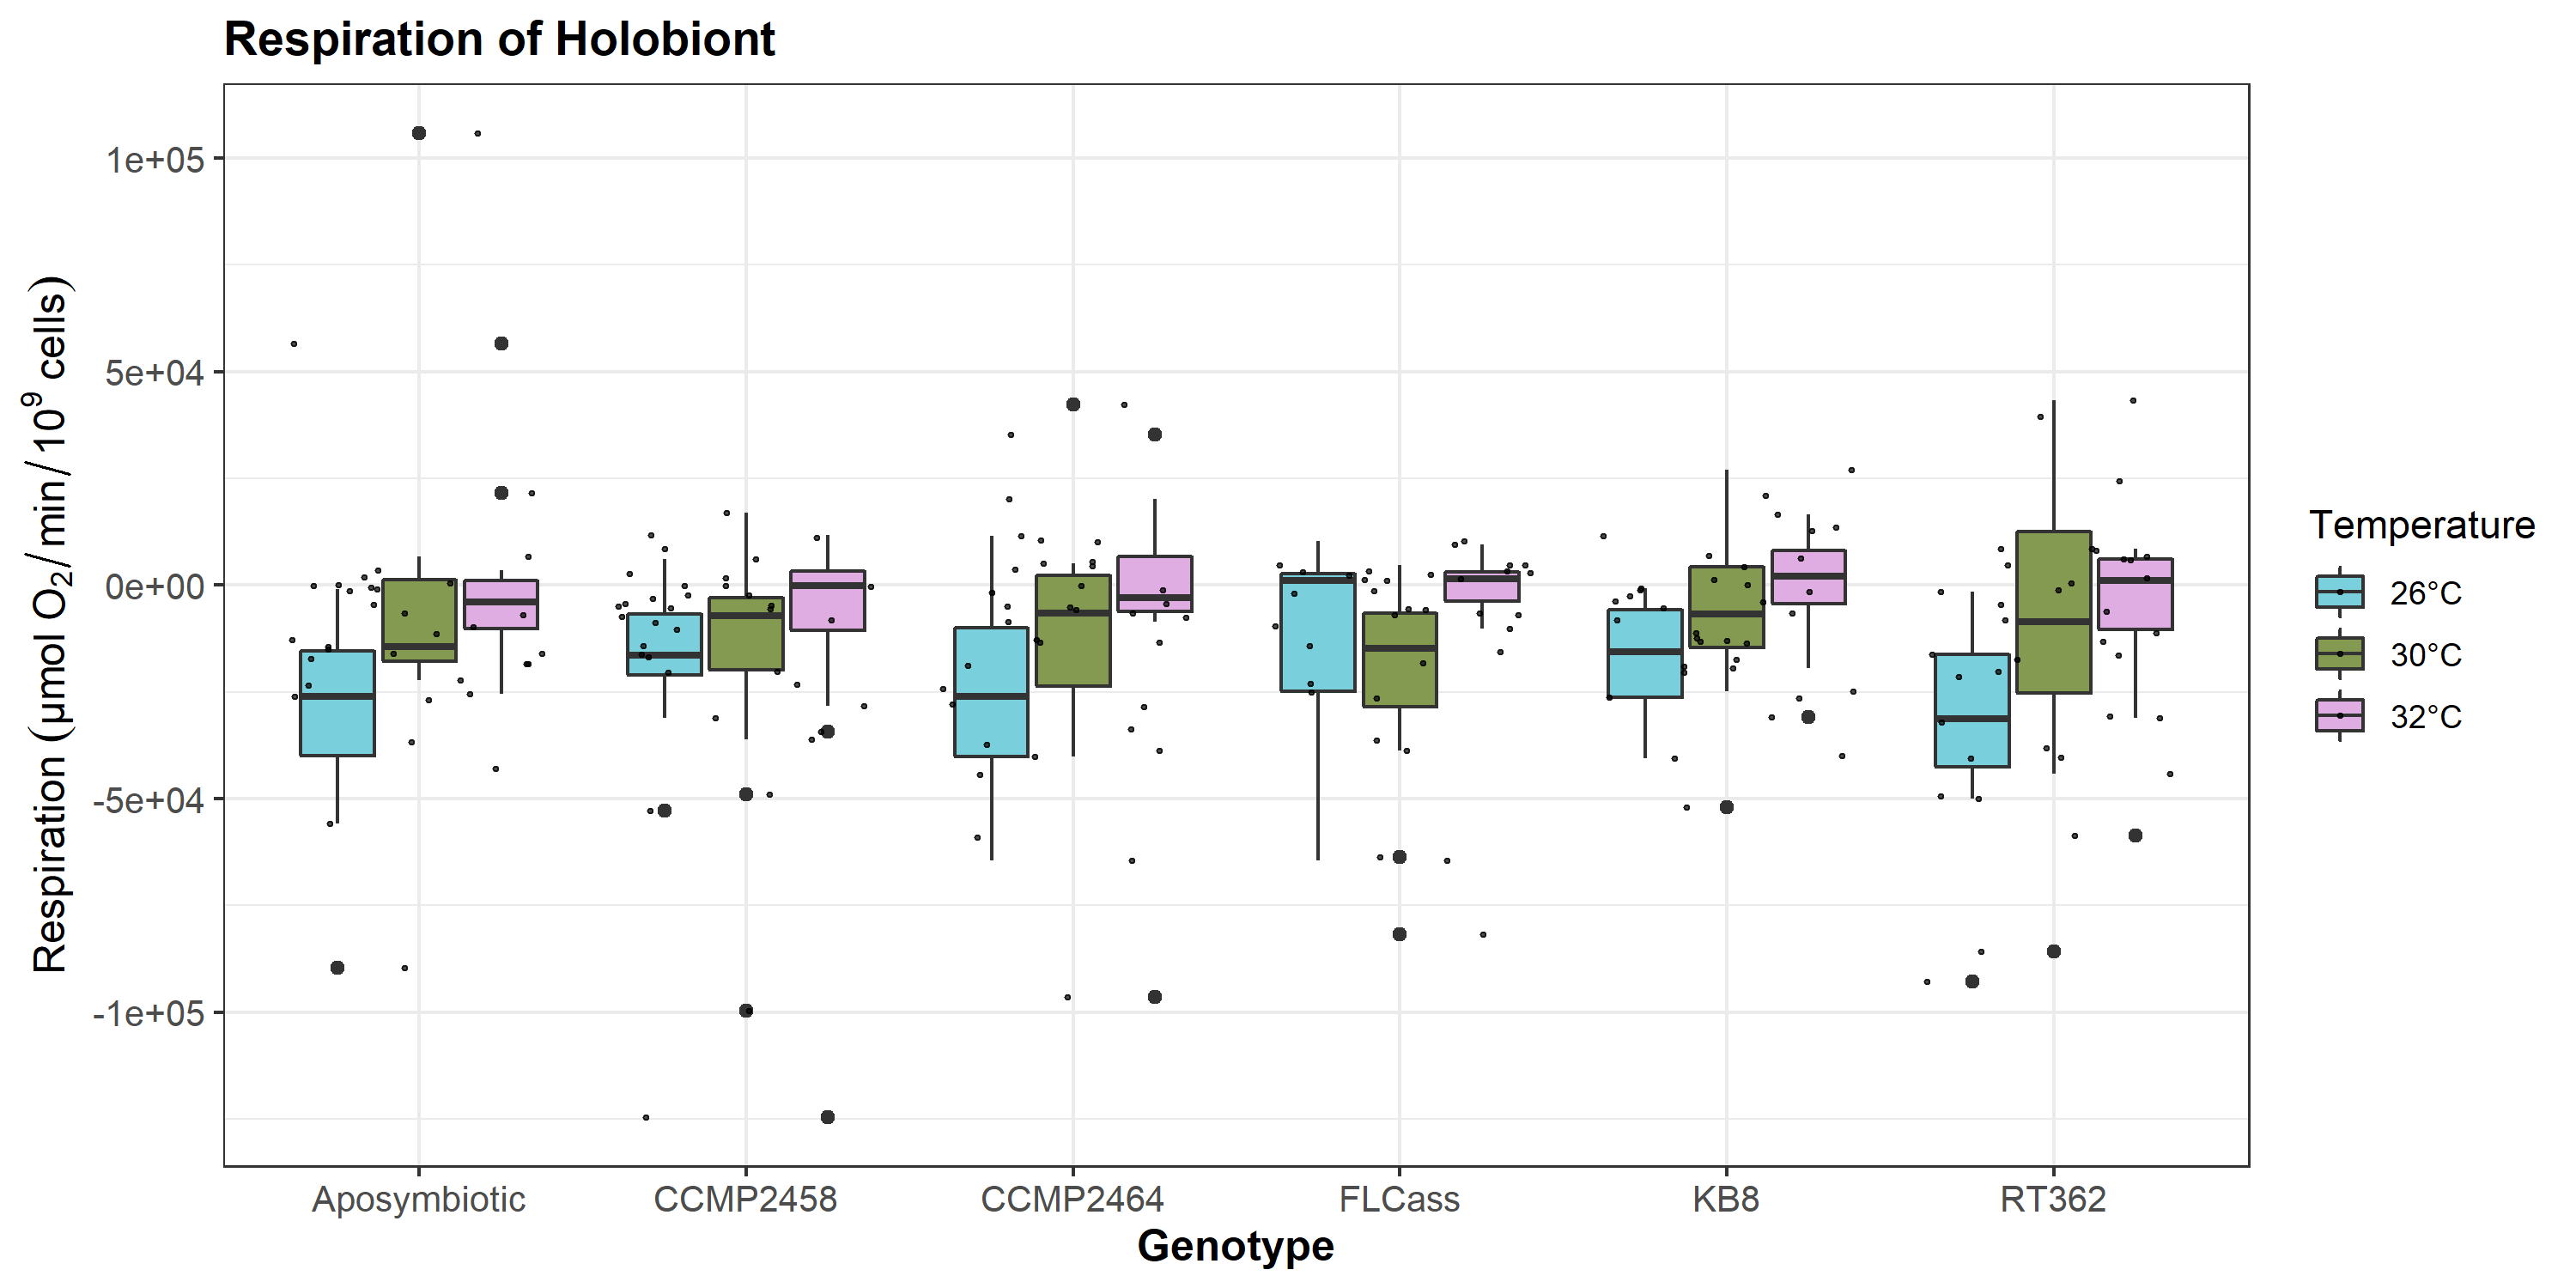 Respiration of Holobiont
Respiration (µmol O₂/ min / 10⁹ cells)
1e+05
5e+04
0e+00
-5e+04
-1e+05
Aposymbiotic CCMP2458 CCMP2464 FLCass KB8 RT362
Genotype
Temperature
26°C
30°C
32°C